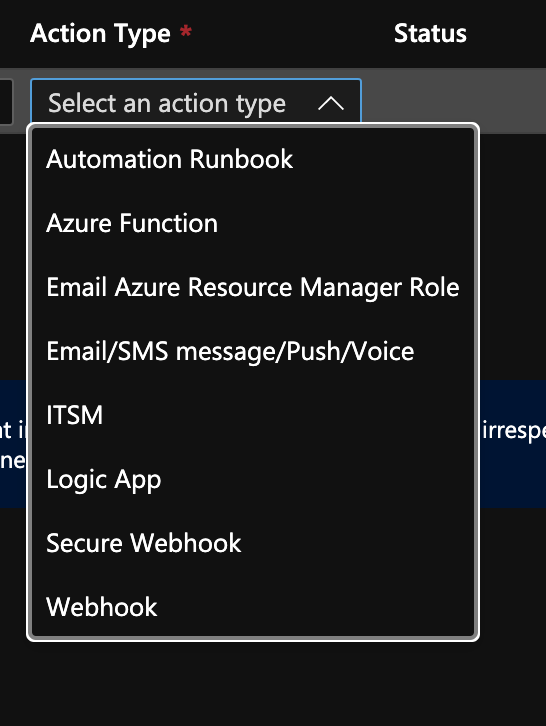 Action Type * Status
Select an action type
Automation Runbook
Azure Function
Email Azure Resource Manager Role
Email/SMS message/Push/Voice
ITSM
Logic App
Secure Webhook
Webhook